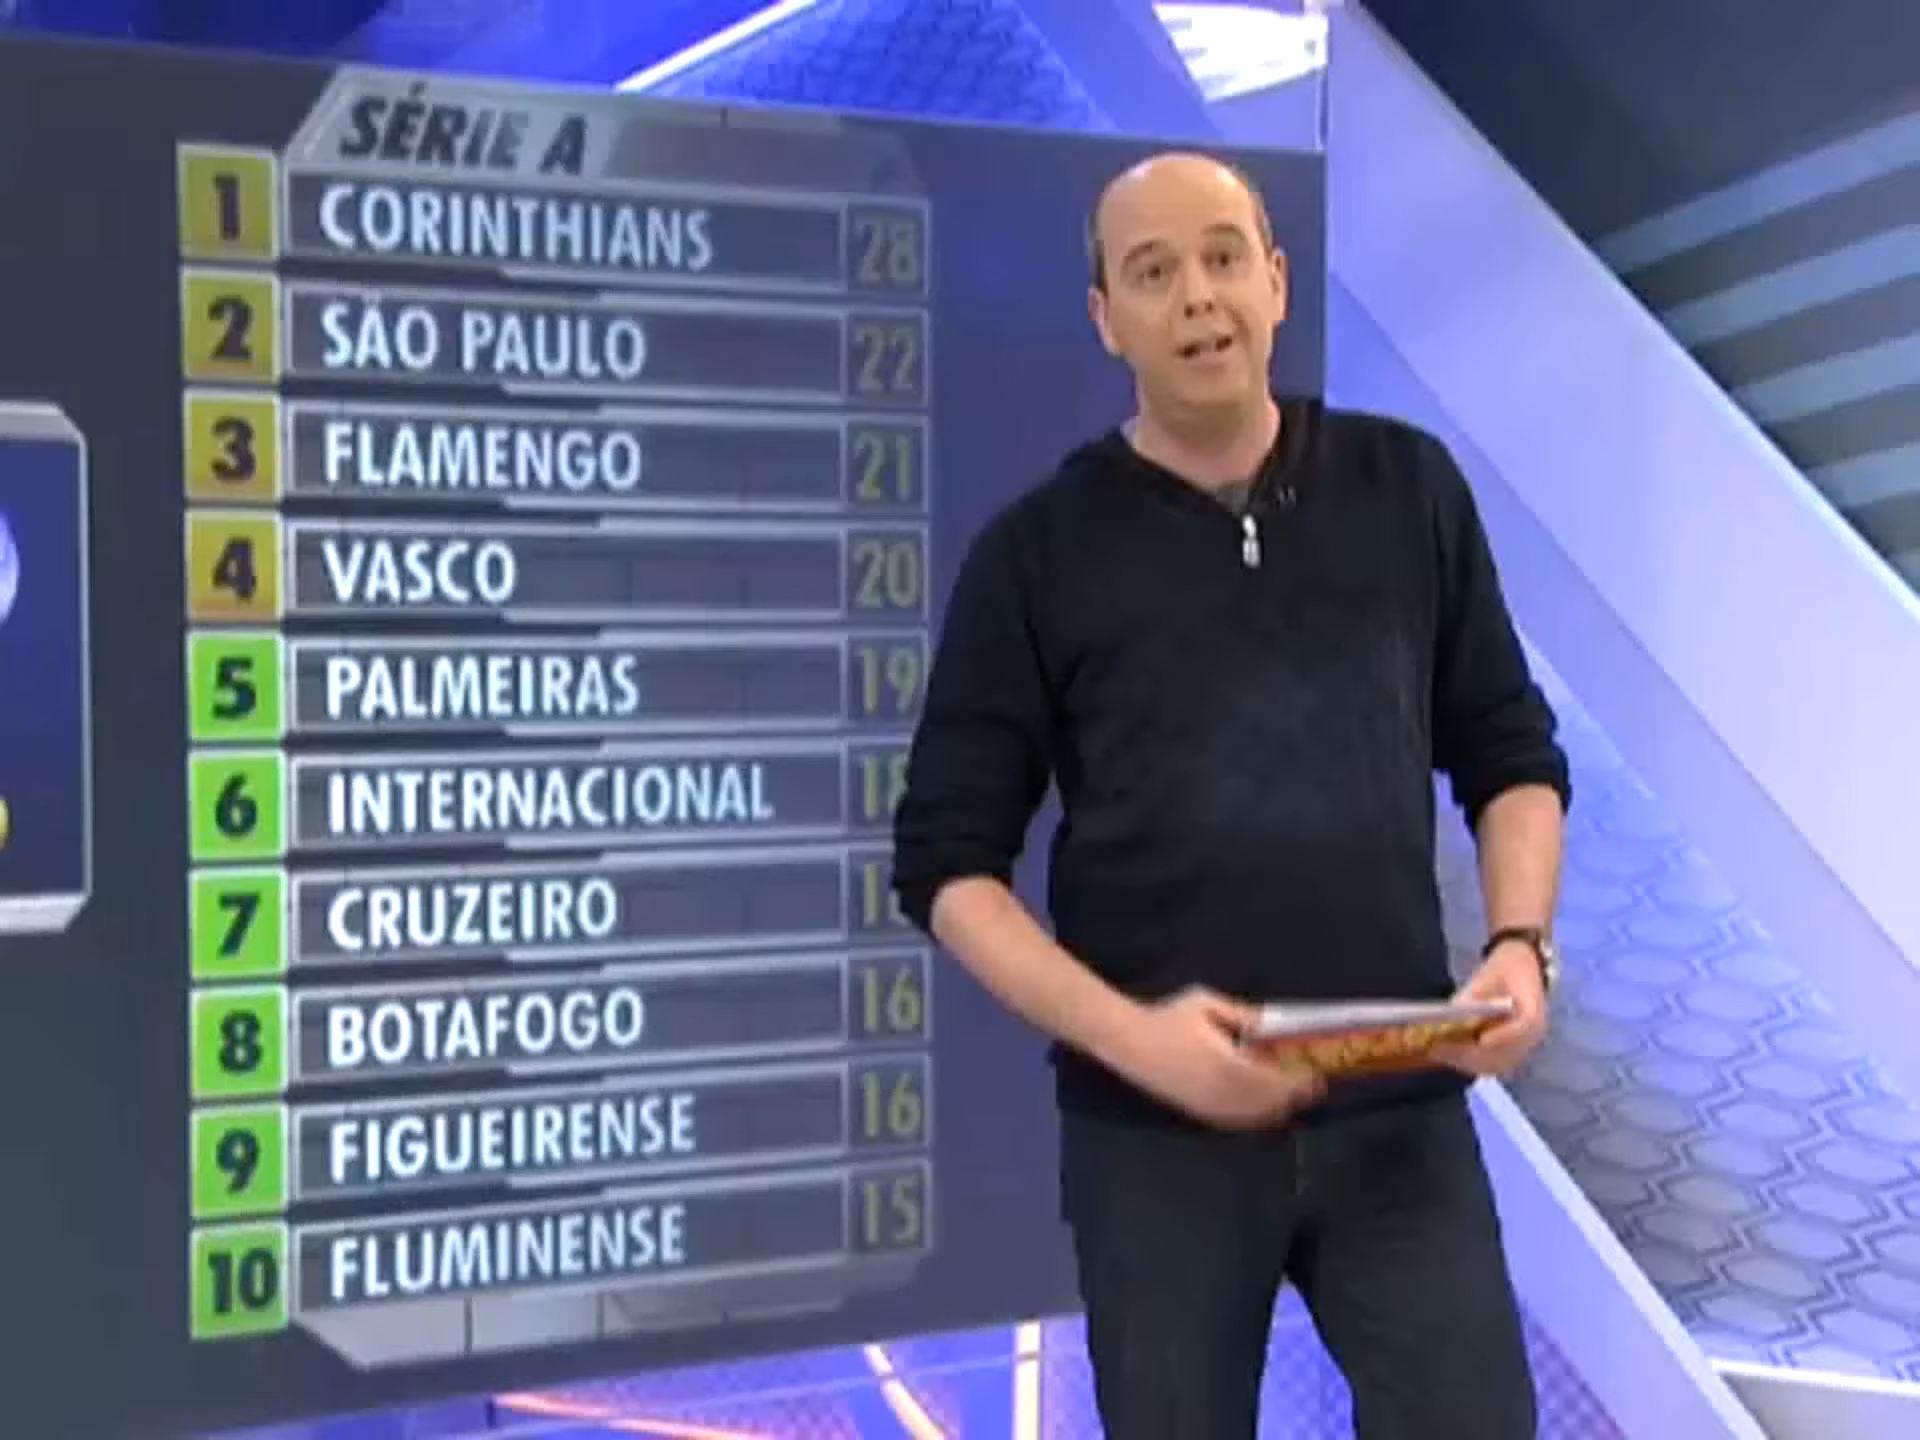 SÉRIE A
1 CORINTHIANS 28
2 SÃO PAULO 22
3 FLAMENGO 21
4 VASCO 20
5 PALMEIRAS 19
6 INTERNACIONAL 18
7 CRUZEIRO
8 BOTAFOGO 16
9 FIGUEIRENSE 16
10 FLUMINENSE 15